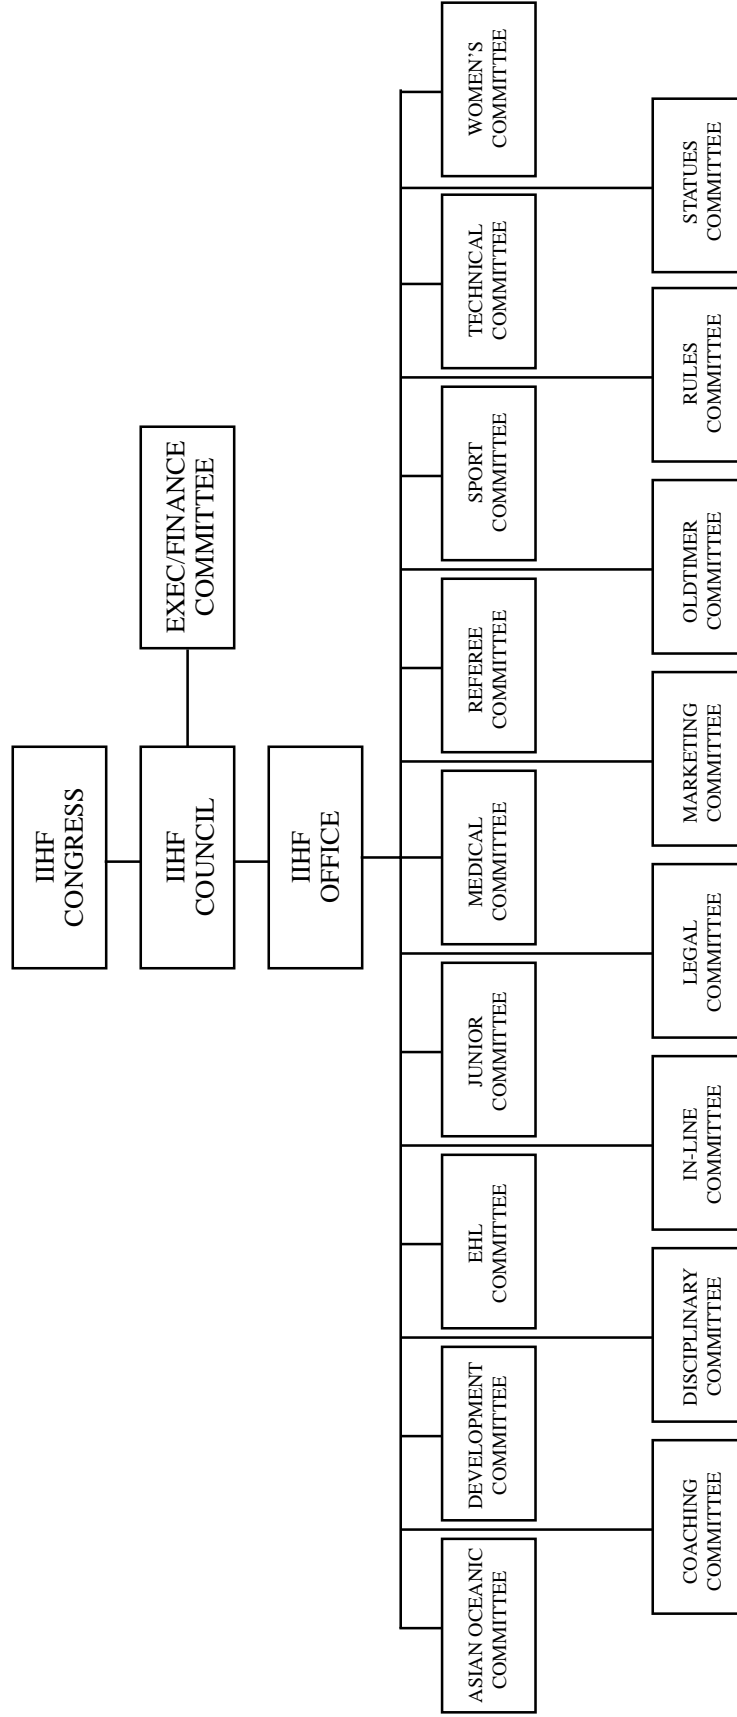 IIHF
CONGRESS
IIHF
COUNCIL
EXEC/FINANCE
COMMITTEE
IIHF
OFFICE
ASIAN OCEANIC
COMMITTEE
DEVELOPMENT
COMMITTEE
EHL
COMMITTEE
JUNIOR
COMMITTEE
MEDICAL
COMMITTEE
REFEREE
COMMITTEE
SPORT
COMMITTEE
TECHNICAL
COMMITTEE
WOMEN'S
COMMITTEE
COACHING
COMMITTEE
DISCIPLINARY
COMMITTEE
IN-LINE
COMMITTEE
LEGAL
COMMITTEE
MARKETING
COMMITTEE
OLDTIMER
COMMITTEE
RULES
COMMITTEE
STATUES
COMMITTEE